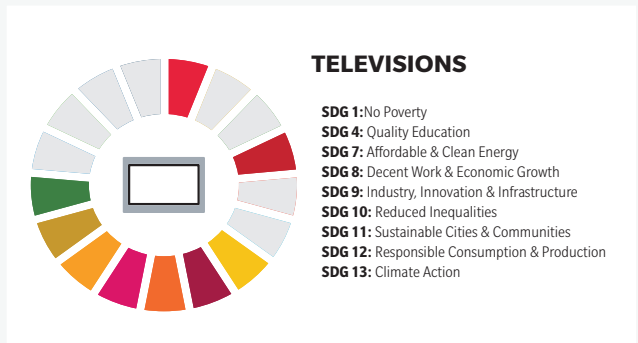 TELEVISIONS
SDG 1:No Poverty
SDG 4: Quality Education
SDG 7: Affordable & Clean Energy
SDG 8: Decent Work & Economic Growth
SDG 9: Industry, Innovation & Infrastructure
SDG 10: Reduced Inequalities
SDG 11: Sustainable Cities & Communities
SDG 12: Responsible Consumption & Production
SDG 13: Climate Action